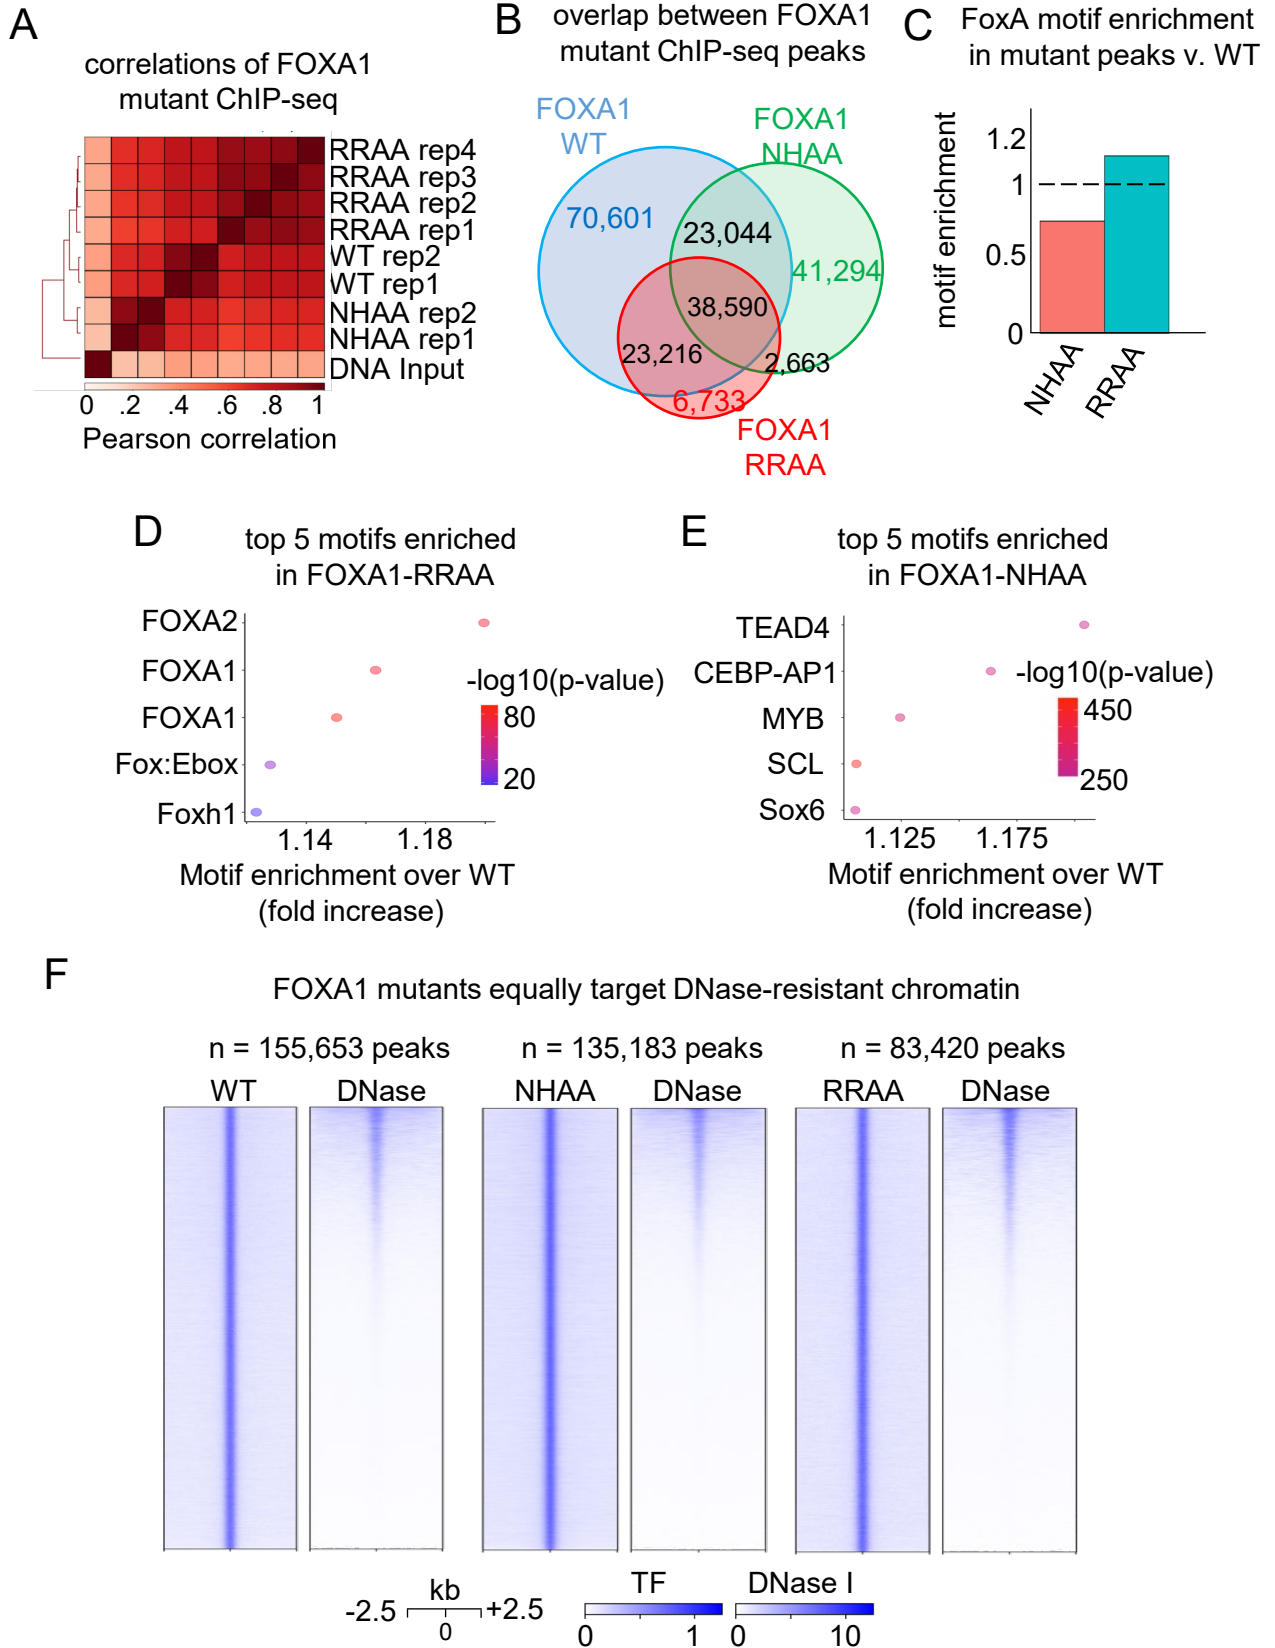 A
correlations of FOXA1
mutant ChIP-seq
RRAA rep4
RRAA rep3
RRAA rep2
RRAA rep1
WT rep2
WT rep1
NHAA rep2
NHAA rep1
DNA Input
0 .2 .4 .6 .8 1
Pearson correlation
B
overlap between FOXA1
mutant ChIP-seq peaks
FOXA1
WT
FOXA1
NHAA
70,601
23,044
41,294
38,590
23,216
2,663
6,733
FOXA1
RRAA
C
FoxA motif enrichment
in mutant peaks v. WT
motif enrichment
1.2
1
0.5
0
NHAA
RRAA
D
top 5 motifs enriched
in FOXA1-RRAA
FOXA2
FOXA1
FOXA1
Fox:Ebox
Foxh1
-log10(p-value)
80
20
1.14 1.18
Motif enrichment over WT
(fold increase)
E
top 5 motifs enriched
in FOXA1-NHAA
TEAD4
CEBP-AP1
MYB
SCL
Sox6
-log10(p-value)
450
250
1.125 1.175
Motif enrichment over WT
(fold increase)
F
FOXA1 mutants equally target DNase-resistant chromatin
n = 155,653 peaks
n = 135,183 peaks
n = 83,420 peaks
WT DNase
NHAA DNase
RRAA DNase
kb
-2.5 +2.5
0
TF
0 1
DNase I
0 10